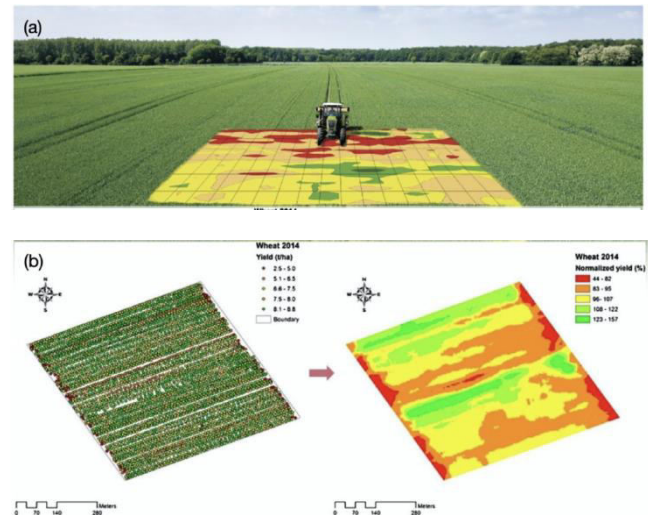 (a)
Wheat 2014
(b)
Wheat 2014
Yield (t/ha)
2.5 - 5.0
5.1 - 6.5
6.6 - 7.5
7.5 - 8.0
8.1 - 8.8
Boundary
N
W E
S
0 70 140 280
Meters
Wheat 2014
Normalized yield (%)
44 - 82
83 - 95
96 - 107
108 - 122
123 - 157
N
W E
S
0 70 140 280
Meters